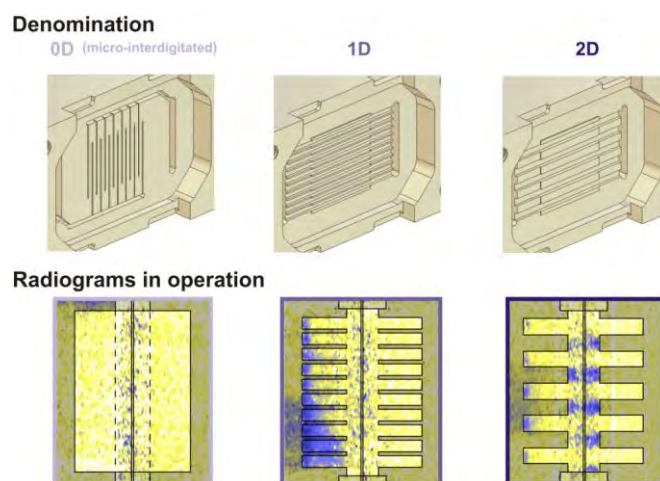 Denomination
0D (micro-interdigitated) 1D 2D
Radiograms in operation